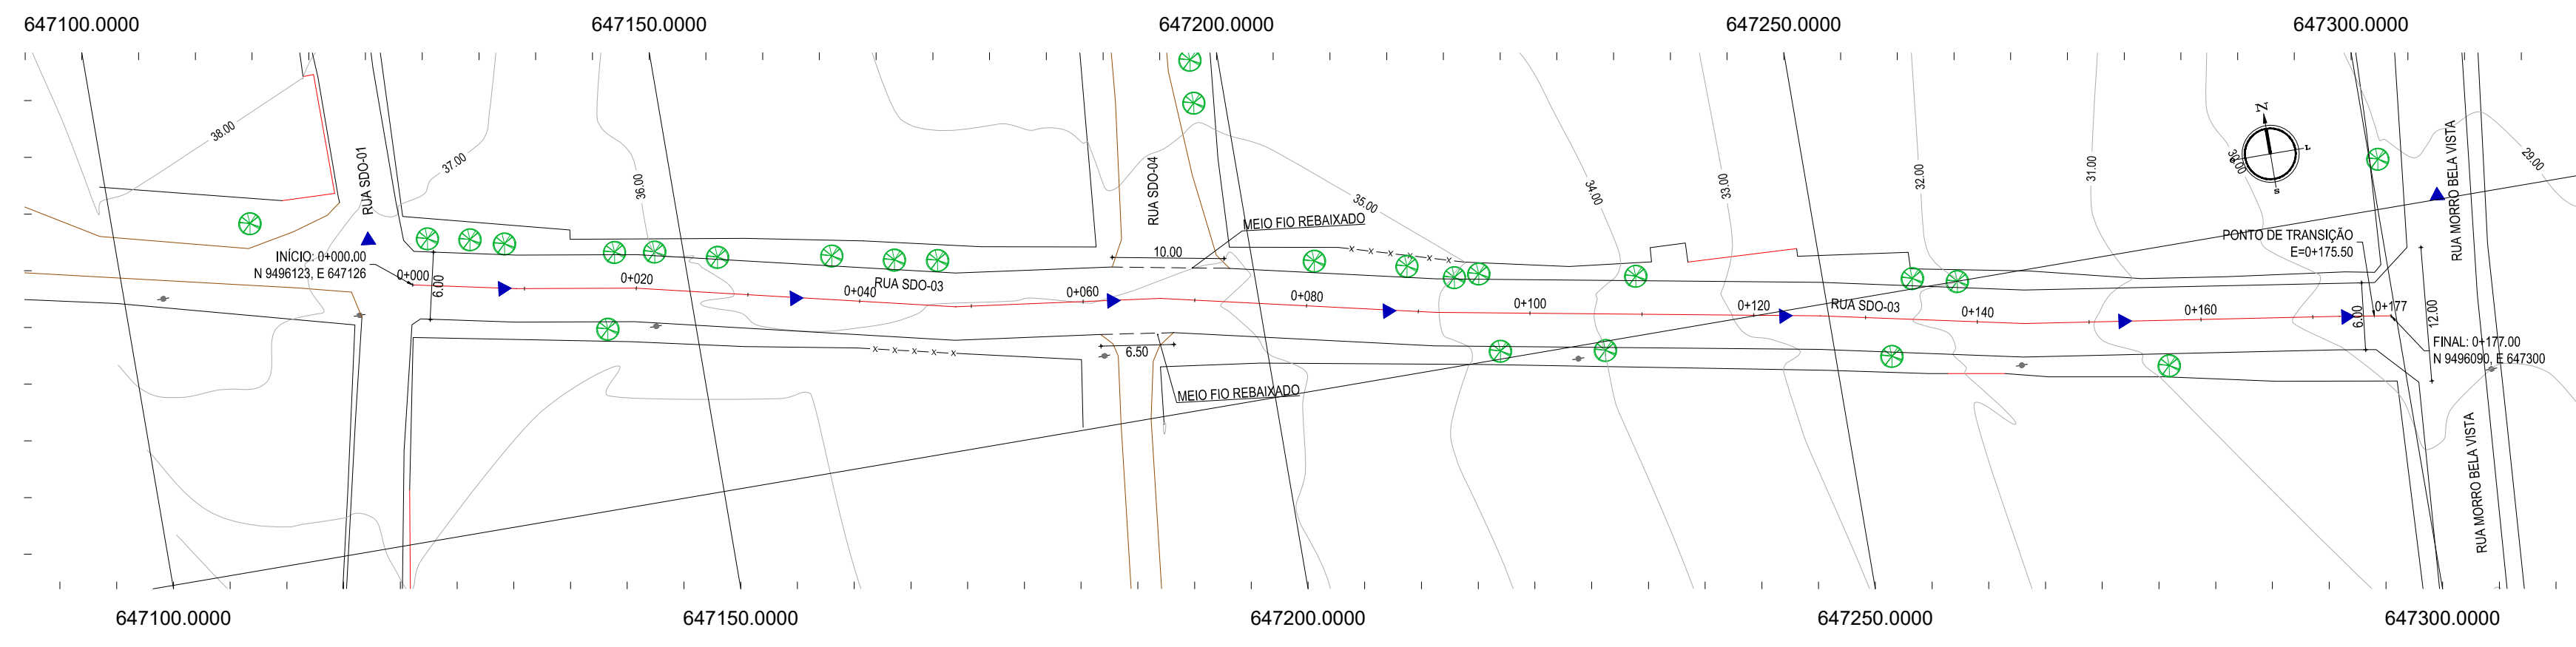 647100.0000
647150.0000
647200.0000
647250.0000
647300.0000
38.00
37.00
36.00
35.00
34.00
33.00
32.00
31.00
30.00
29.00
RUA SDO-01
RUA SDO-04
RUA MORRO BELA VISTA
N
L
S
MEIO FIO REBAIXADO
INÍCIO: 0+000.00
N 9496123, E 647126
PONTO DE TRANSIÇÃO
E=0+175.50
10.00
6.00
0+000
0+020
RUA SDO-03
0+040
0+060
0+080
0+100
0+120
RUA SDO-03
0+140
0+160
0+177
6.00
12.00
x x x x x x
x x x x x
6.50
MEIO FIO REBAIXADO
FINAL: 0+177.00
N 9496090, E 647300
RUA MORRO BELA VISTA
647100.0000
647150.0000
647200.0000
647250.0000
647300.0000